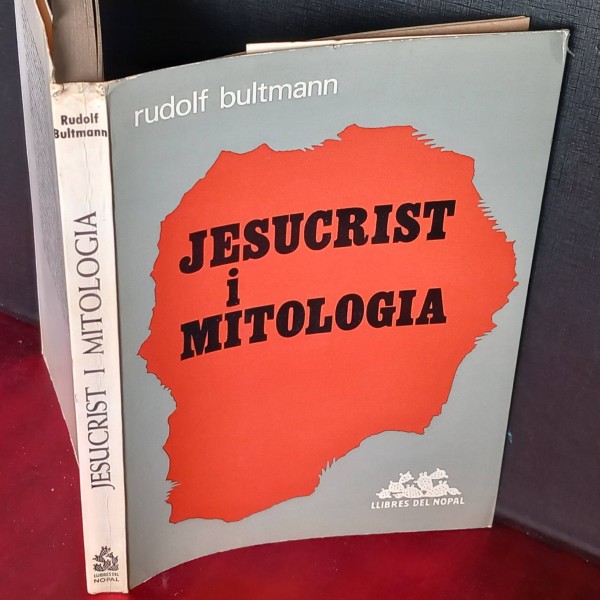 Rudolf
Bultmann
JESUCRIST I MITOLOGIA
LLIBRES DEL
NOPAL
rudolf bultmann
JESUCRIST
i
MITOLOGIA
LLIBRES DEL NOPAL